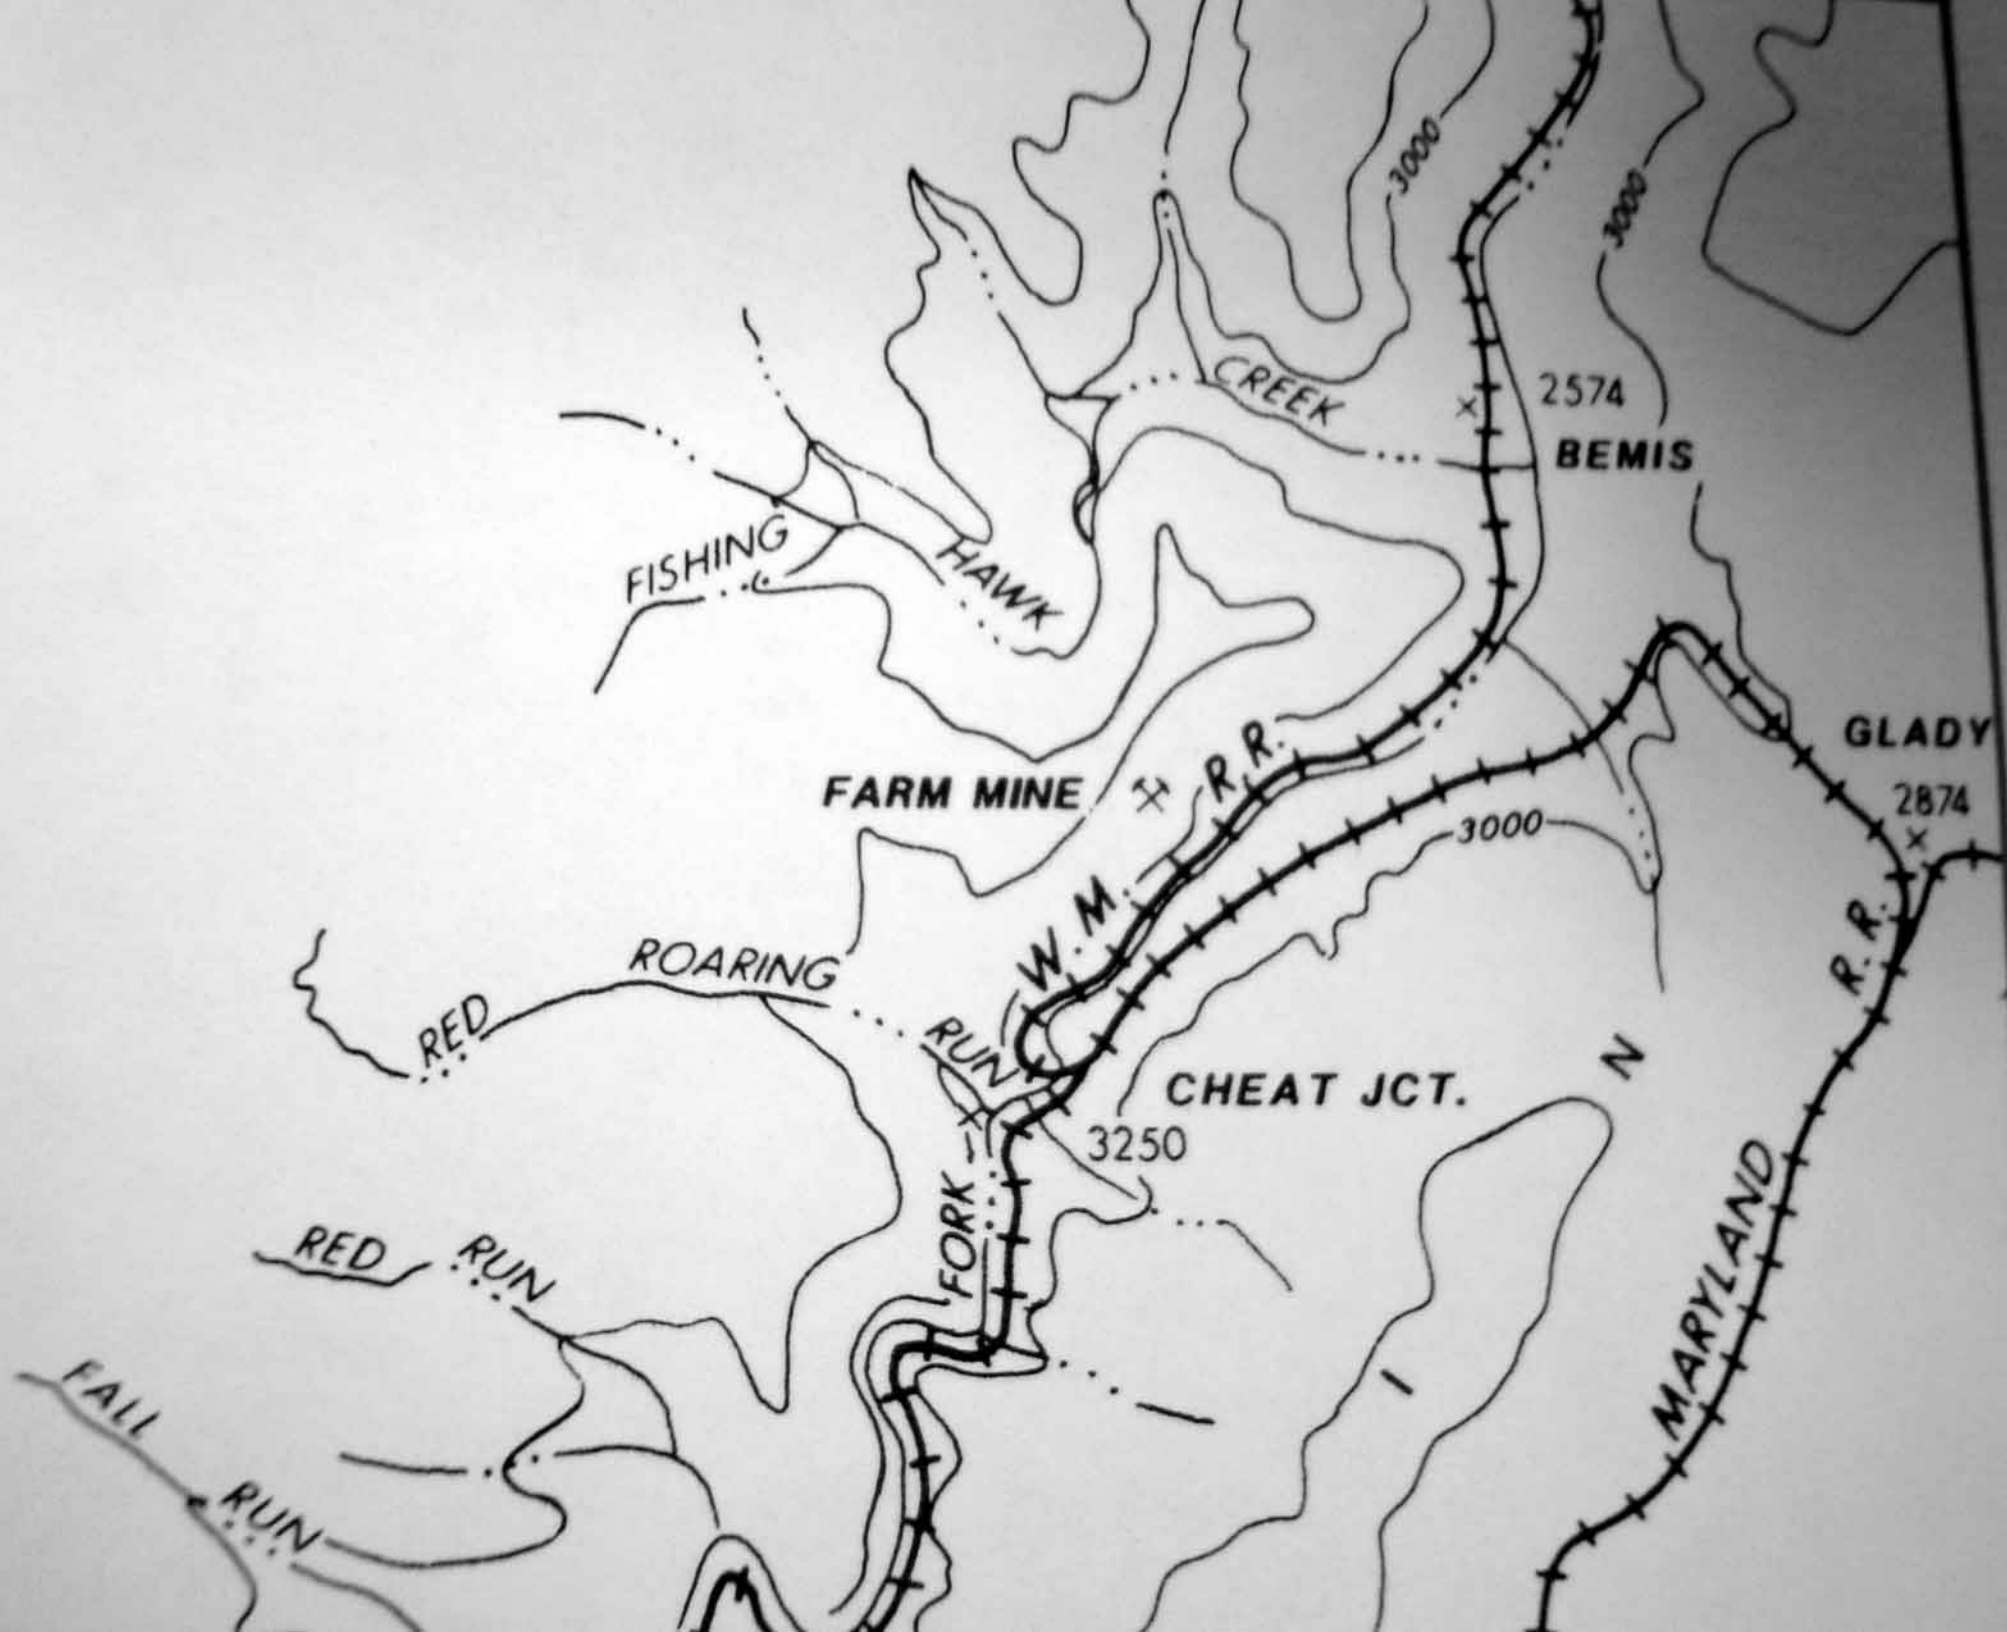 3000
3000
CREEK
2574
BEMIS
FISHING
HAWK
GLADY
2874
FARM MINE
W. M. R. R.
3000
ROARING
RED
RUN
R. R.
N
CHEAT JCT.
3250
FORK
MARYLAND
RED RUN
I
FALL
RUN